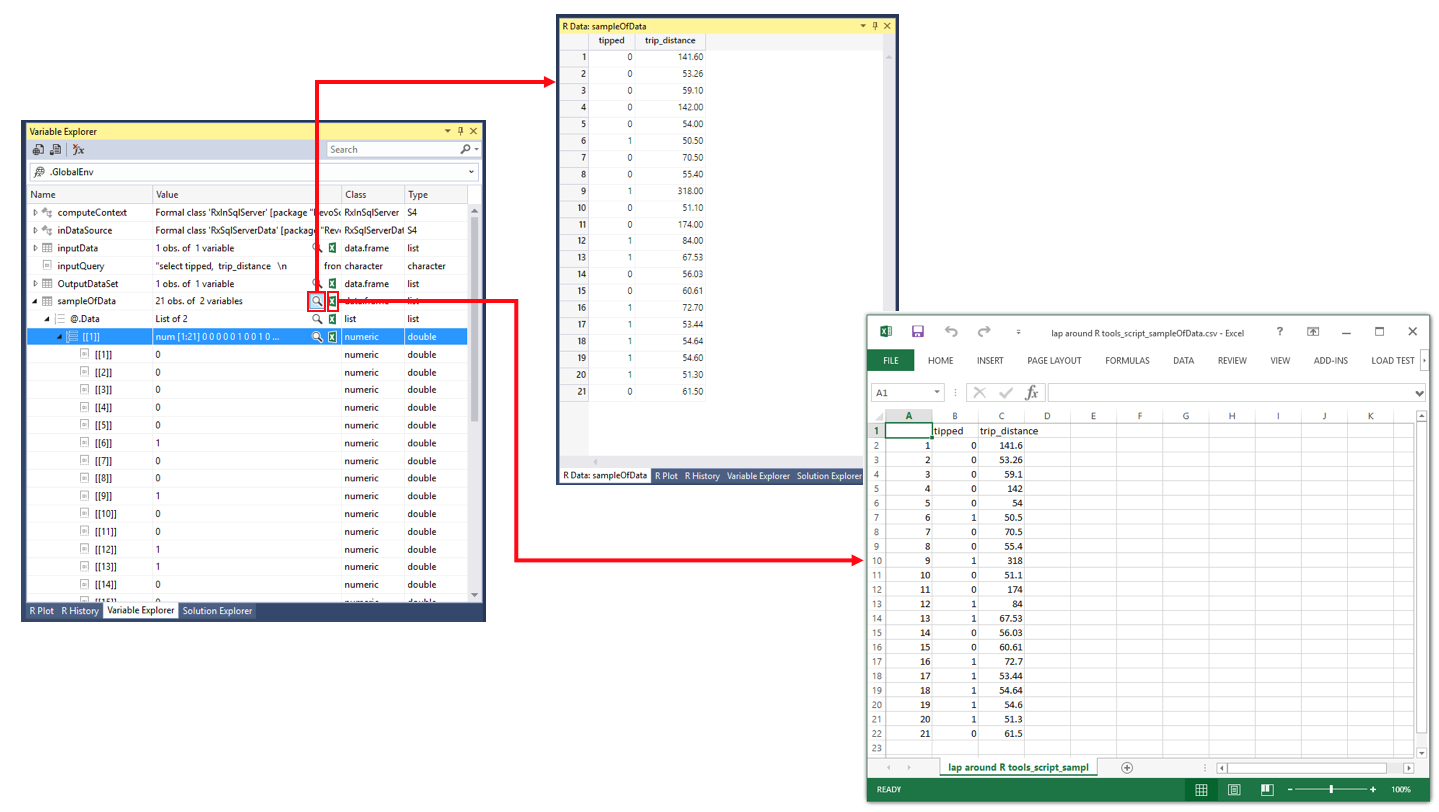 Variable Explorer
Search
.GlobalEnv
Name Value Class Type
computeContext Formal class 'RxInSqlServer' [package "RevoSc RxInSqlServer S4
inDataSource Formal class 'RxSqlServerData' [package "Revo RxSqlServerDat S4
inputData 1 obs. of 1 variable data.frame list
inputQuery "select tipped, trip_distance \n from character character
OutputDataSet 1 obs. of 1 variable data.frame list
sampleOfData 21 obs. of 2 variables data.frame list
@.Data List of 2 list list
[[1]] num [1:21] 0 0 0 0 0 1 0 0 1 0 ... numeric double
[[1]] 0 numeric double
[[2]] 0 numeric double
[[3]] 0 numeric double
[[4]] 0 numeric double
[[5]] 0 numeric double
[[6]] 1 numeric double
[[7]] 0 numeric double
[[8]] 0 numeric double
[[9]] 1 numeric double
[[10]] 0 numeric double
[[11]] 0 numeric double
[[12]] 1 numeric double
[[13]] 1 numeric double
[[14]] 0 numeric double
R Plot R History Variable Explorer Solution Explorer
R Data: sampleOfData
tipped trip_distance
1 0 141.60
2 0 53.26
3 0 59.10
4 0 142.00
5 0 54.00
6 1 50.50
7 0 70.50
8 0 55.40
9 1 318.00
10 0 51.10
11 0 174.00
12 1 84.00
13 1 67.53
14 0 56.03
15 0 60.61
16 1 72.70
17 1 53.44
18 1 54.64
19 1 54.60
20 1 51.30
21 0 61.50
R Data: sampleOfData R Plot R History Variable Explorer Solution Explorer
lap around R tools_script_sampleOfData.csv - Excel ?
FILE HOME INSERT PAGE LAYOUT FORMULAS DATA REVIEW VIEW ADD-INS LOAD TEST
A1 fx
A B C D E F G H I J K
1 tipped trip_distance
2 1 0 141.6
3 2 0 53.26
4 3 0 59.1
5 4 0 142
6 5 0 54
7 6 1 50.5
8 7 0 70.5
9 8 0 55.4
10 9 1 318
11 10 0 51.1
12 11 0 174
13 12 1 84
14 13 1 67.53
15 14 0 56.03
16 15 0 60.61
17 16 1 72.7
18 17 1 53.44
19 18 1 54.64
20 19 1 54.6
21 20 1 51.3
22 21 0 61.5
23
lap around R tools_script_sampl
READY 100%